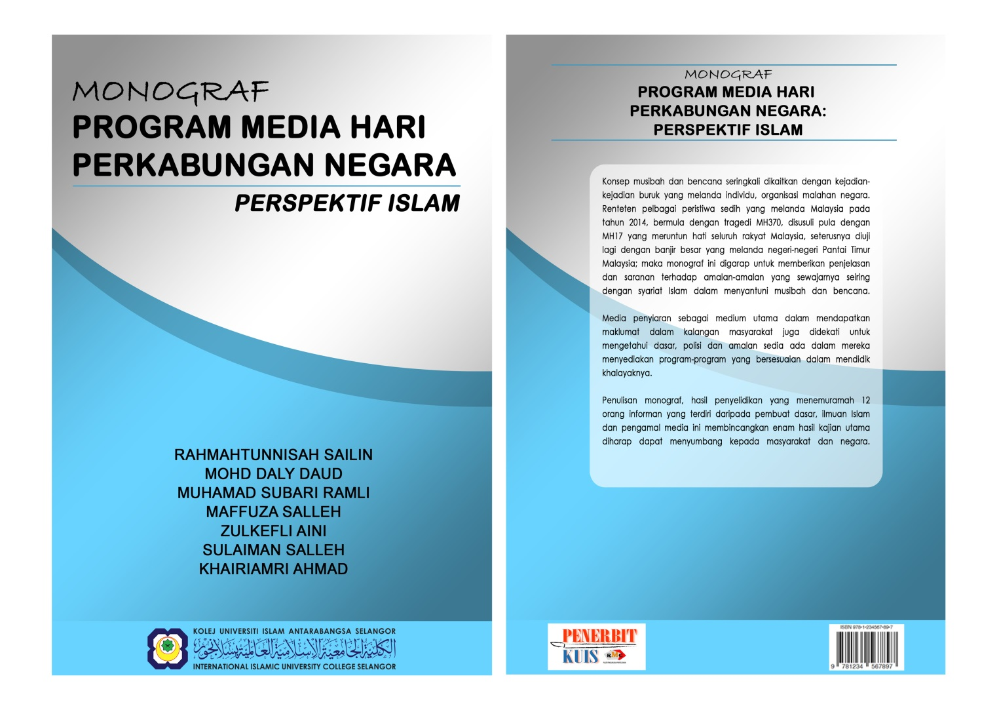 MONOGRAF
PROGRAM MEDIA HARI
PERKABUNGAN NEGARA
PERSPEKTIF ISLAM
RAHMAHTUNNISAH SAILIN
MOHD DALY DAUD
MUHAMAD SUBARI RAMLI
MAFFUZA SALLEH
ZULKEFLI AINI
SULAIMAN SALLEH
KHAIRIAMRI AHMAD
KOLEJ UNIVERSITI ISLAM ANTARABANGSA SELANGOR
الكلية الجامعية الإسلامية العالمية بسلانجور
INTERNATIONAL ISLAMIC UNIVERSITY COLLEGE SELANGOR
MONOGRAF
PROGRAM MEDIA HARI
PERKABUNGAN NEGARA:
PERSPEKTIF ISLAM
Konsep musibah dan bencana seringkali dikaitkan dengan kejadian-
kejadian buruk yang melanda individu, organisasi malahan negara.
Renteten pelbagai peristiwa sedih yang melanda Malaysia pada
tahun 2014, bermula dengan tragedi MH370, disusuli pula dengan
MH17 yang meruntun hati seluruh rakyat Malaysia, seterusnya diuji
lagi dengan banjir besar yang melanda negeri-negeri Pantai Timur
Malaysia; maka monograf ini digarap untuk memberikan penjelasan
dan saranan terhadap amalan-amalan yang sewajarnya seiring
dengan syariat Islam dalam menyantuni musibah dan bencana.
Media penyiaran sebagai medium utama dalam mendapatkan
maklumat dalam kalangan masyarakat juga didekati untuk
mengetahui dasar, polisi dan amalan sedia ada dalam mereka
menyediakan program-program yang bersesuaian dalam mendidik
khalayaknya.
Penulisan monograf, hasil penyelidikan yang menemuramah 12
orang informan yang terdiri daripada pembuat dasar, ilmuan Islam
dan pengamal media ini membincangkan enam hasil kajian utama
diharap dapat menyumbang kepada masyarakat dan negara.
PENERBIT
KUIS
RMC
ISBN 978-1-234567-89-7
9 781234 567897